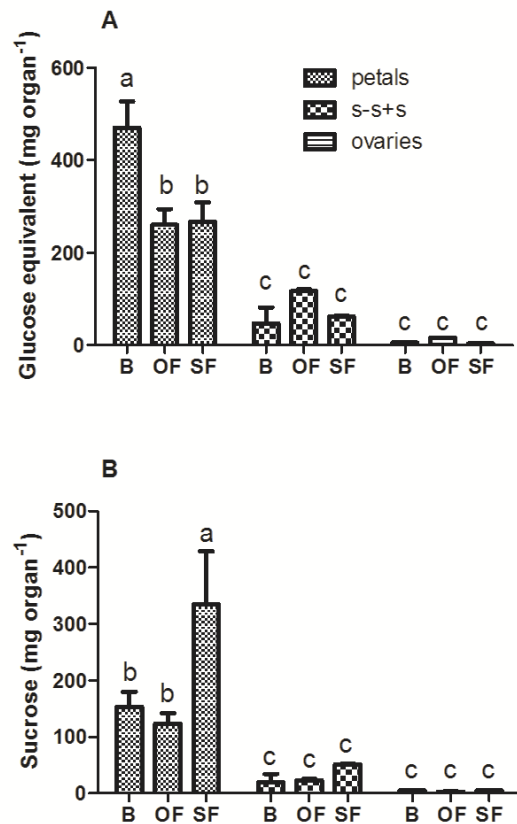 A
Glucose equivalent (mg organ⁻¹)
600
400
200
0
a
b
b
c
c
c
c
c
c
petals
s-s+s
ovaries
B OF SF B OF SF B OF SF
B
Sucrose (mg organ⁻¹)
500
400
300
200
100
0
b
b
a
c
c
c
c
c
c
B OF SF B OF SF B OF SF